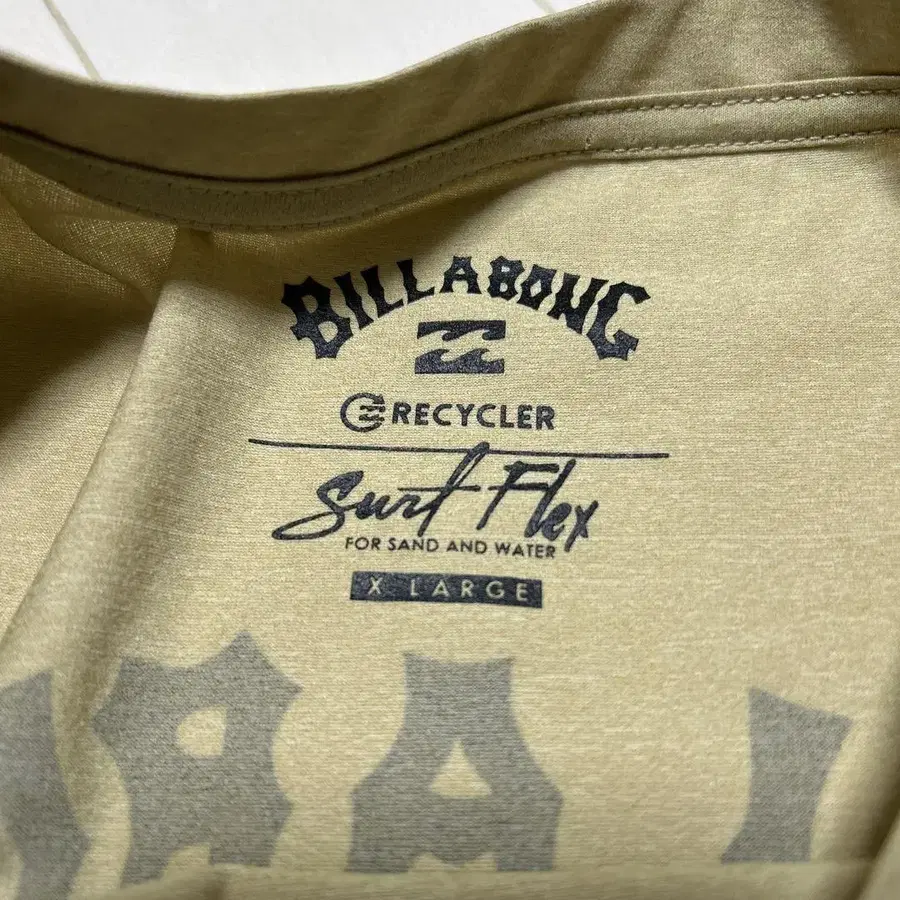 BILLABONG
RECYCLER
Surf Flex
FOR SAND AND WATER
X LARGE